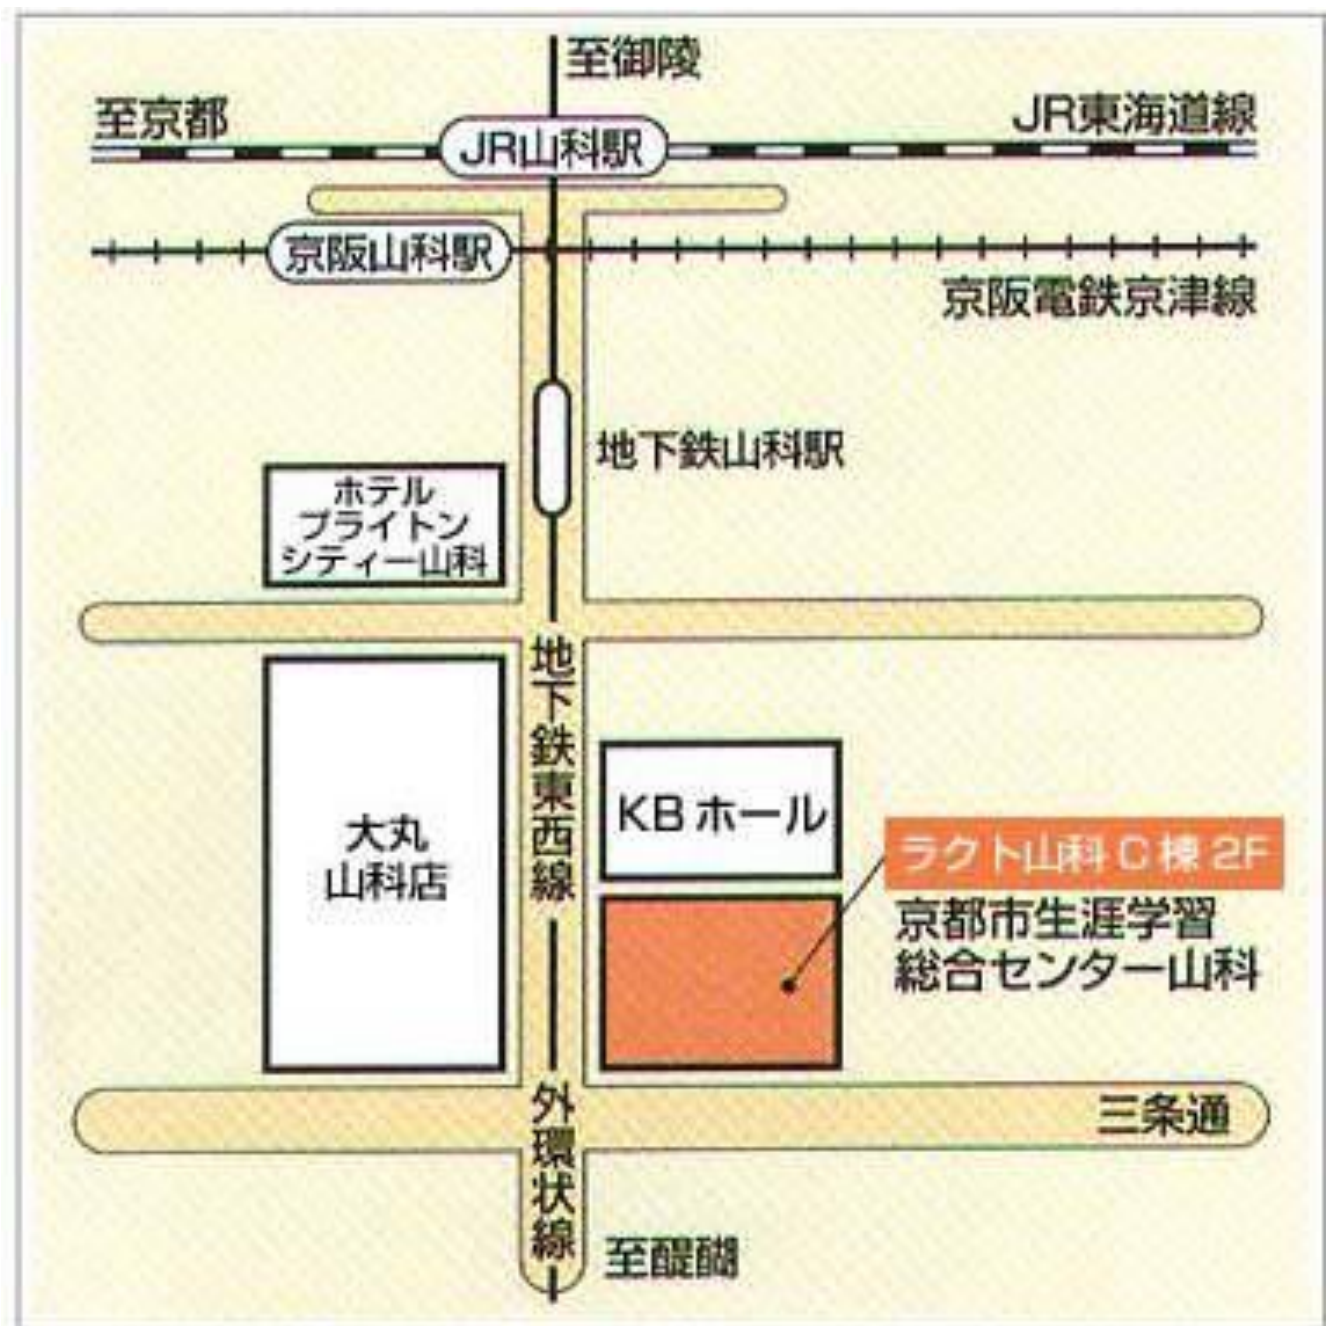 至御陵
至京都
JR東海道線
JR山科駅
京阪山科駅
京阪電鉄京津線
地下鉄山科駅
ホテル
ブライトン
シティー山科
地下鉄東西線
大丸
山科店
KBホール
ラクト山科C棟2F
京都市生涯学習
総合センター山科
三条通
外環状線
至醍醐